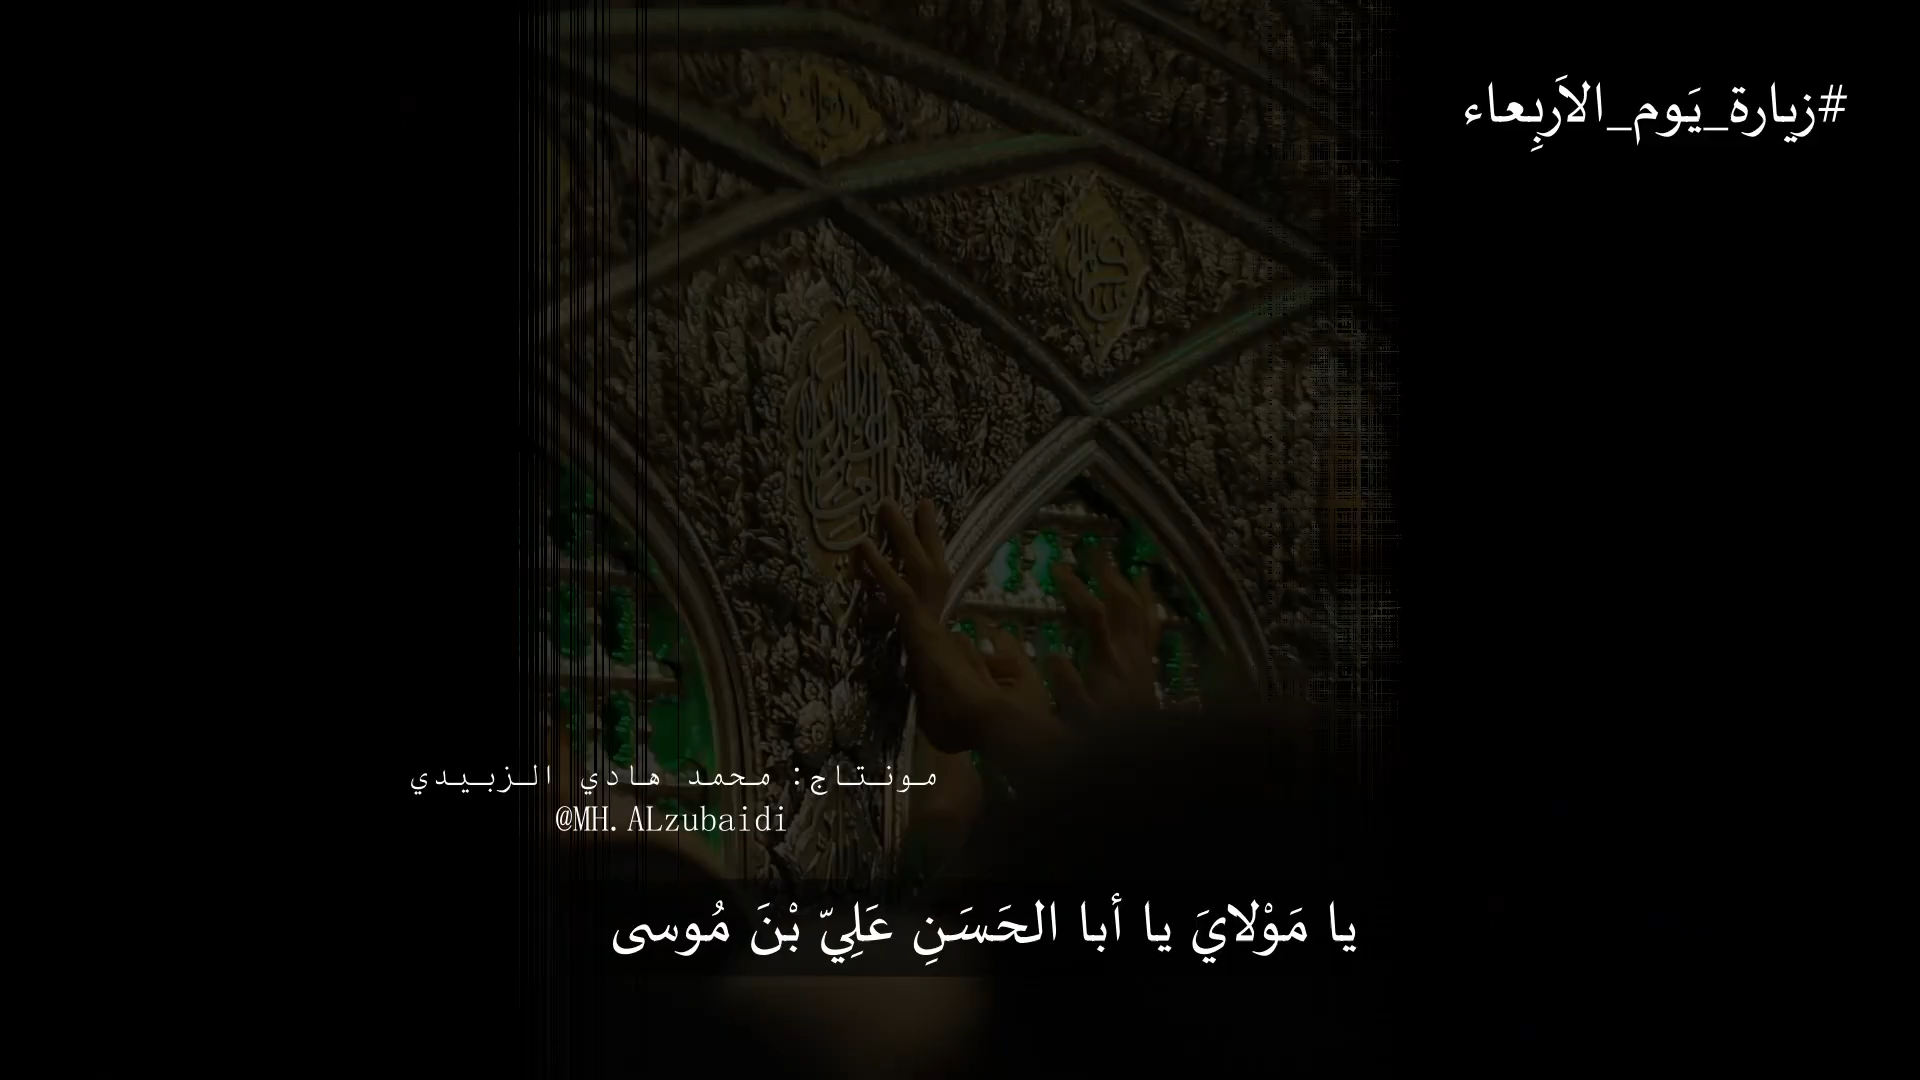 #زيارة_يَوم_الاَربِعاء
مونتاج: محمد هادي الزبيدي
@MH.ALzubaidi
يا مَوْلايَ يا أبا الحَسَنِ عَلِيّ بْنَ مُوسى